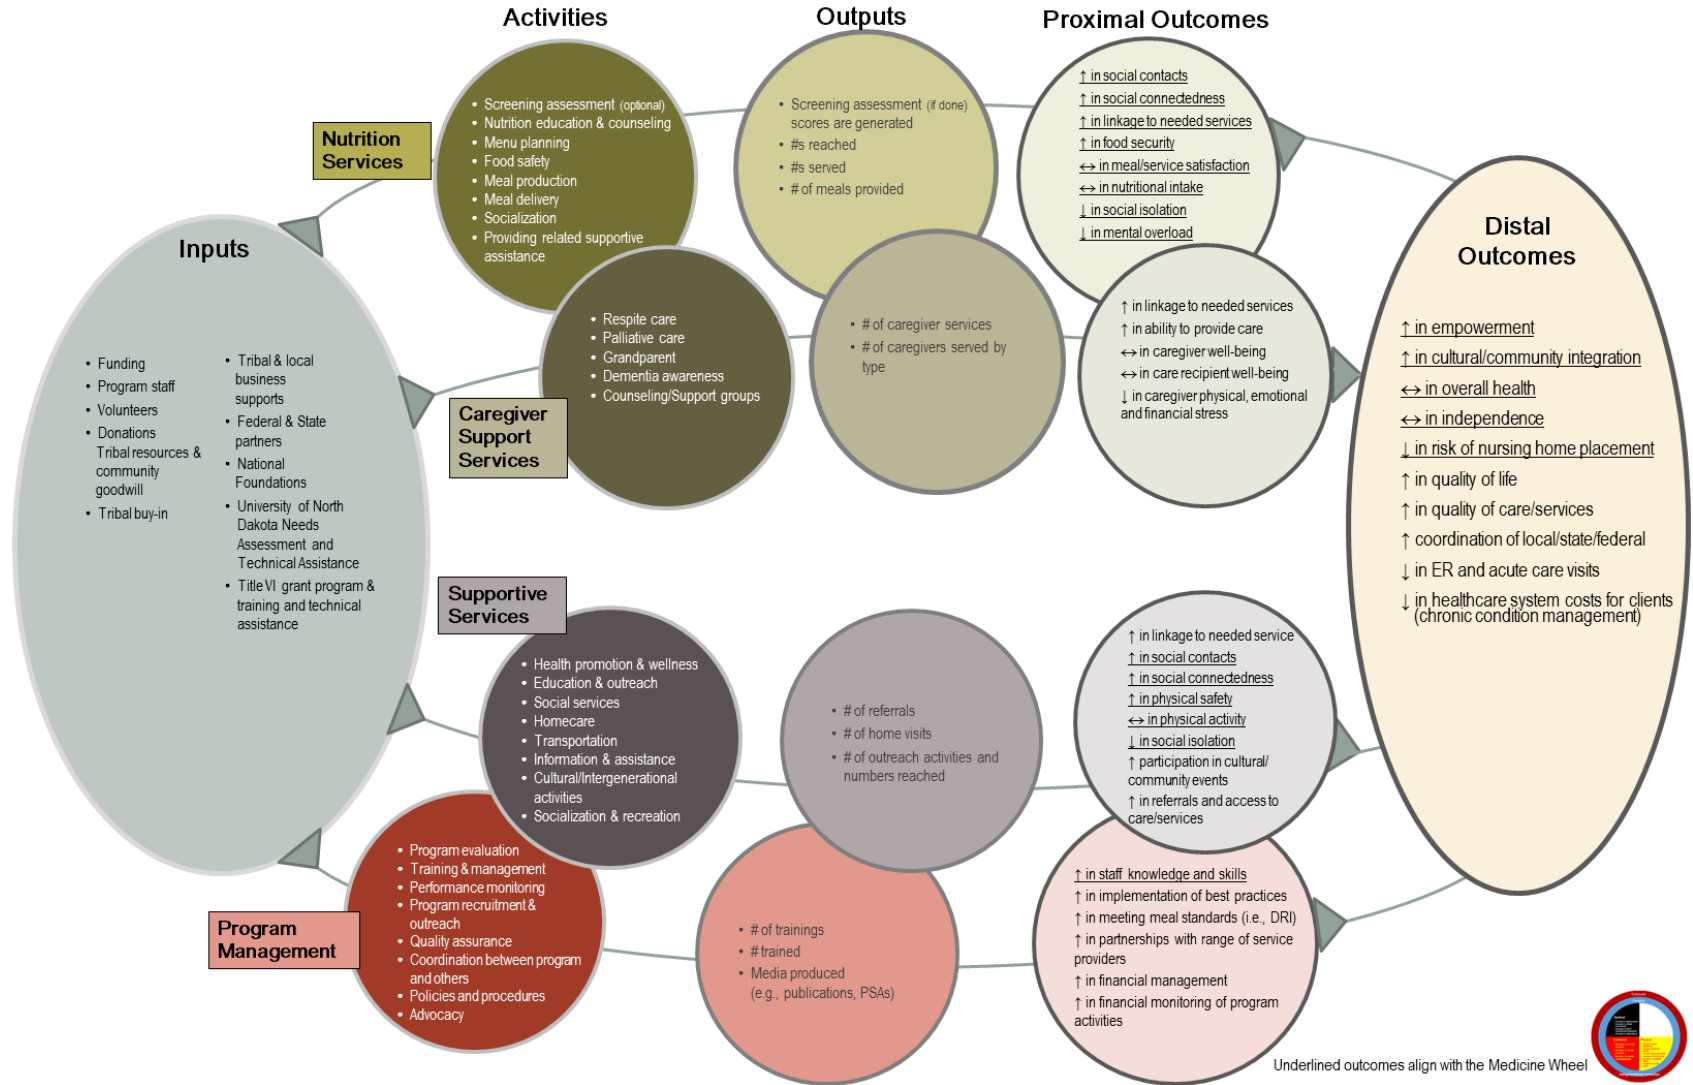 Activities
Outputs
Proximal Outcomes
Nutrition
Services
• Screening assessment (optional)
• Nutrition education & counseling
• Menu planning
• Food safety
• Meal production
• Meal delivery
• Socialization
• Providing related supportive
assistance
• Screening assessment (if done)
scores are generated
• #s reached
• #s served
• # of meals provided
↑ in social contacts
↑ in social connectedness
↑ in linkage to needed services
↑ in food security
↔ in meal/service satisfaction
↔ in nutritional intake
↓ in social isolation
↓ in mental overload
Inputs
• Funding
• Program staff
• Volunteers
• Donations
Tribal resources &
community
goodwill
• Tribal buy-in
• Tribal & local
business
supports
• Federal & State
partners
• National
Foundations
• University of North
Dakota Needs
Assessment and
Technical Assistance
• Title VI grant program &
training and technical
assistance
Caregiver
Support
Services
• Respite care
• Palliative care
• Grandparent
• Dementia awareness
• Counseling/Support groups
• # of caregiver services
• # of caregivers served by
type
↑ in linkage to needed services
↑ in ability to provide care
↔ in caregiver well-being
↔ in care recipient well-being
↓ in caregiver physical, emotional
and financial stress
Distal
Outcomes
↑ in empowerment
↑ in cultural/community integration
↔ in overall health
↔ in independence
↓ in risk of nursing home placement
↑ in quality of life
↑ in quality of care/services
↑ coordination of local/state/federal
↓ in ER and acute care visits
↓ in healthcare system costs for clients
(chronic condition management)
Supportive
Services
• Health promotion & wellness
• Education & outreach
• Social services
• Homecare
• Transportation
• Information & assistance
• Cultural/Intergenerational
activities
• Socialization & recreation
• # of referrals
• # of home visits
• # of outreach activities and
numbers reached
↑ in linkage to needed service
↑ in social contacts
↑ in social connectedness
↑ in physical safety
↔ in physical activity
↓ in social isolation
↑ participation in cultural/
community events
↑ in referrals and access to
care/services
Program
Management
• Program evaluation
• Training & management
• Performance monitoring
• Program recruitment &
outreach
• Quality assurance
• Coordination between program
and others
• Policies and procedures
• Advocacy
• # of trainings
• # trained
• Media produced
(e.g., publications, PSAs)
↑ in staff knowledge and skills
↑ in implementation of best practices
↑ in meeting meal standards (i.e., DRI)
↑ in partnerships with range of service
providers
↑ in financial management
↑ in financial monitoring of program
activities
Underlined outcomes align with the Medicine Wheel